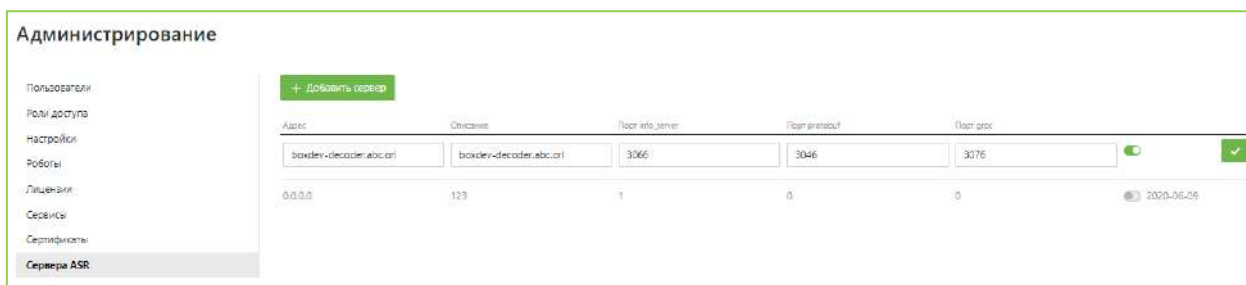 Администрирование
Пользователи
Роли доступа
Настройки
Роботы
Лицензии
Сервисы
Сертификаты
Сервера ASR
+ Добавить сервер
Адрес Описание Порт info_server Порт protobuf Порт grpc
boxdev-decoder.abc.orl boxdev-decoder.abc.orl 3066 3046 3076
0.0.0.0 123 1 0 0 2020-06-09